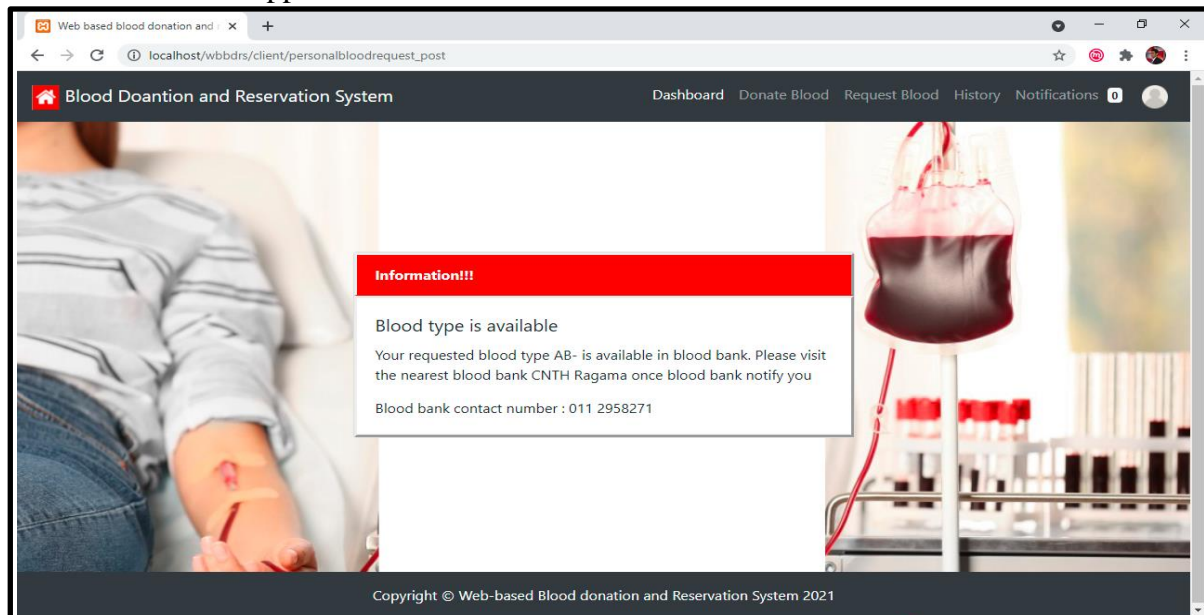 Web based blood donation and
localhost/wbbdrs/client/personalbloodrequest_post
Blood Doantion and Reservation System
Dashboard Donate Blood Request Blood History Notifications 0
Information!!!
Blood type is available
Your requested blood type AB- is available in blood bank. Please visit
the nearest blood bank CNTH Ragama once blood bank notify you
Blood bank contact number : 011 2958271
Copyright © Web-based Blood donation and Reservation System 2021